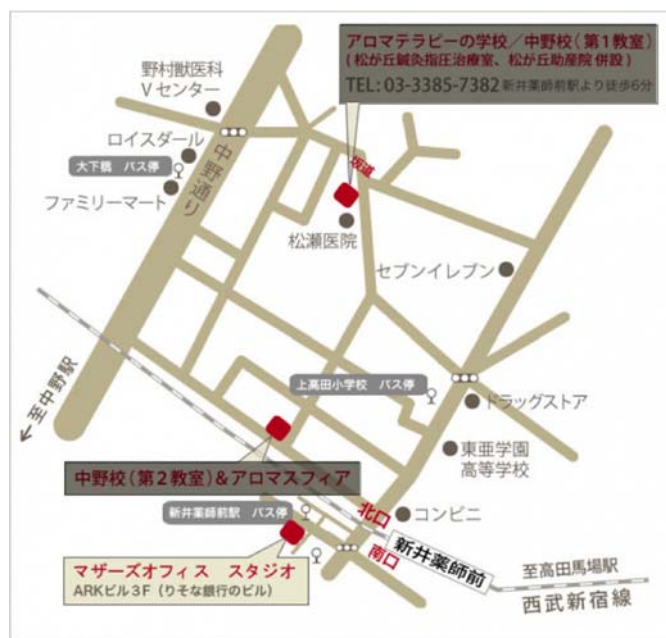 アロマテラピーの学校／中野校（第1教室）
（松が丘鍼灸指圧治療室、松が丘助産院 併設）
TEL：03-3385-7382 新井薬師前駅より徒歩6分
野村獣医科
Vセンター
ロイスダール
大下橋 バス停
ファミリーマート
中野通り
坂道
松瀬医院
セブンイレブン
至中野駅
上高田小学校 バス停
ドラッグストア
東亜学園
高等学校
中野校（第2教室）＆アロマスフィア
新井薬師前駅 バス停
北口
コンビニ
マザーズオフィス スタジオ
ARKビル3F（りそな銀行のビル）
南口
新井薬師前
至高田馬場駅
西武新宿線